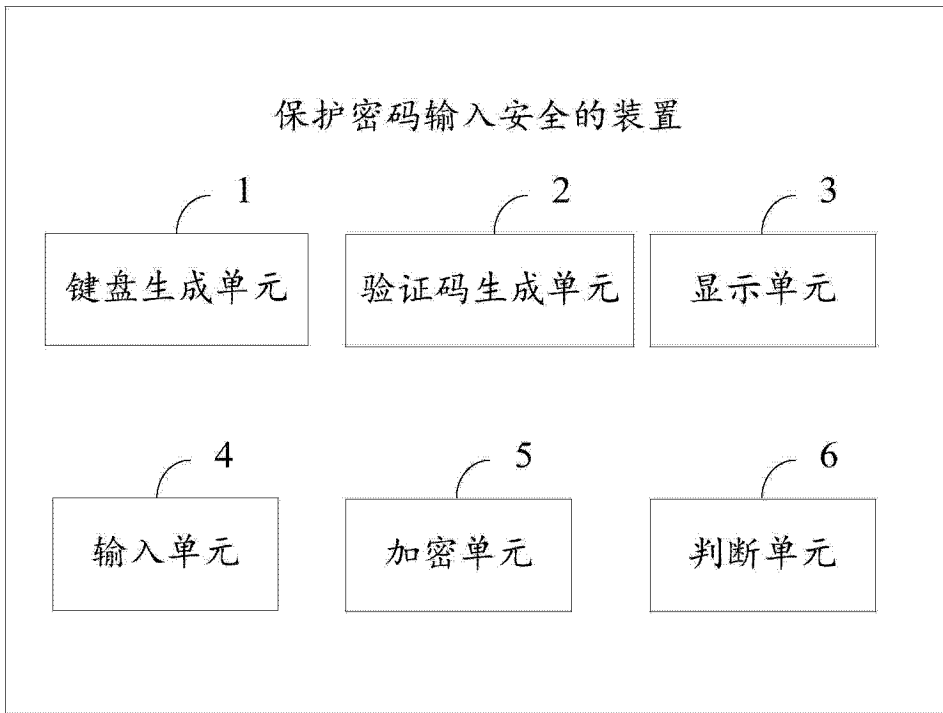 保护密码输入安全的装置
1 2 3
键盘生成单元 验证码生成单元 显示单元
4 5 6
输入单元 加密单元 判断单元